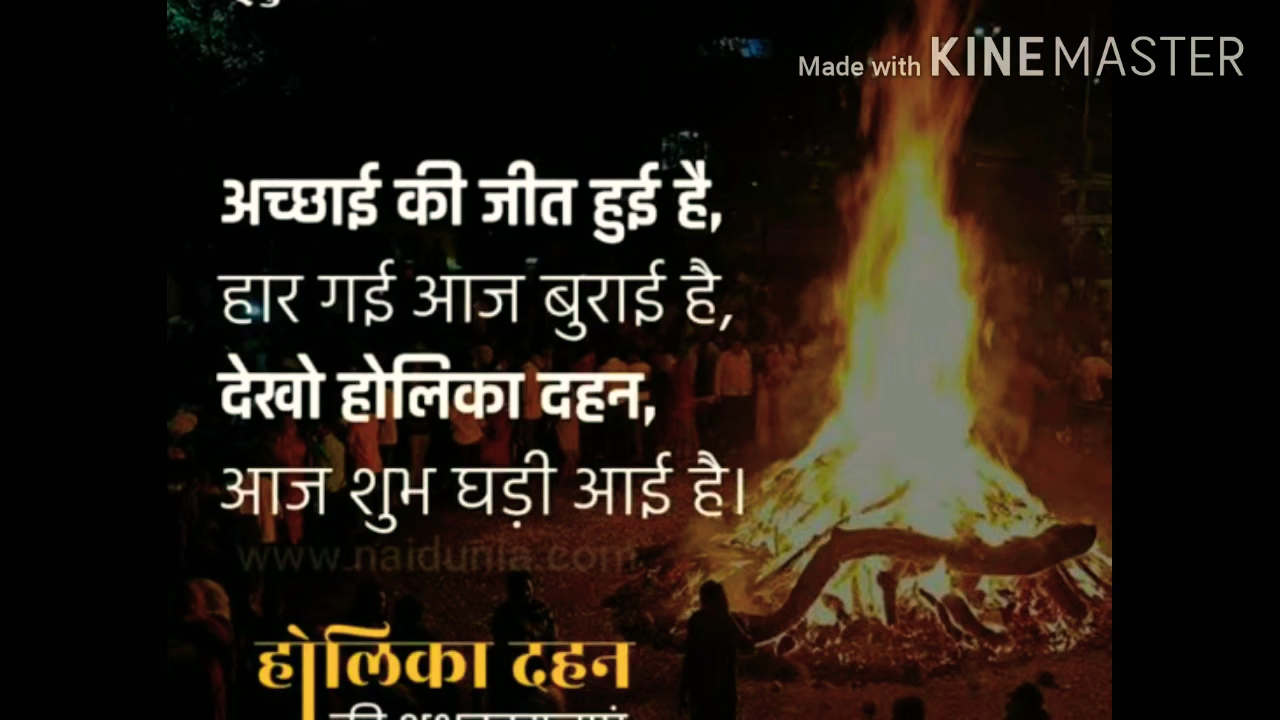 Made with KINEMASTER
अच्छाई की जीत हुई है,
हार गई आज बुराई है,
देखो होलिका दहन,
आज शुभ घड़ी आई है।
www.naidunia.com
होलिका दहन